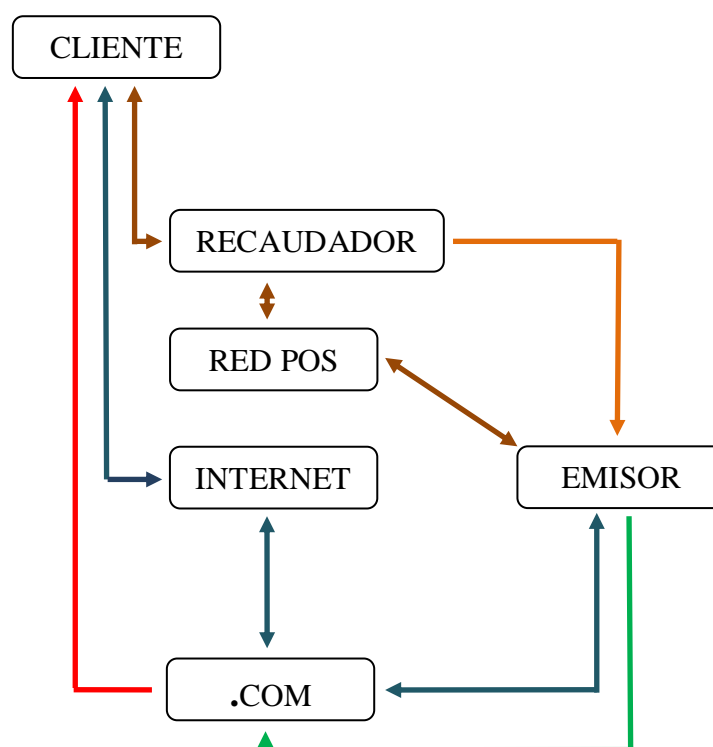 CLIENTE
RECAUDADOR
RED POS
INTERNET
EMISOR
.COM